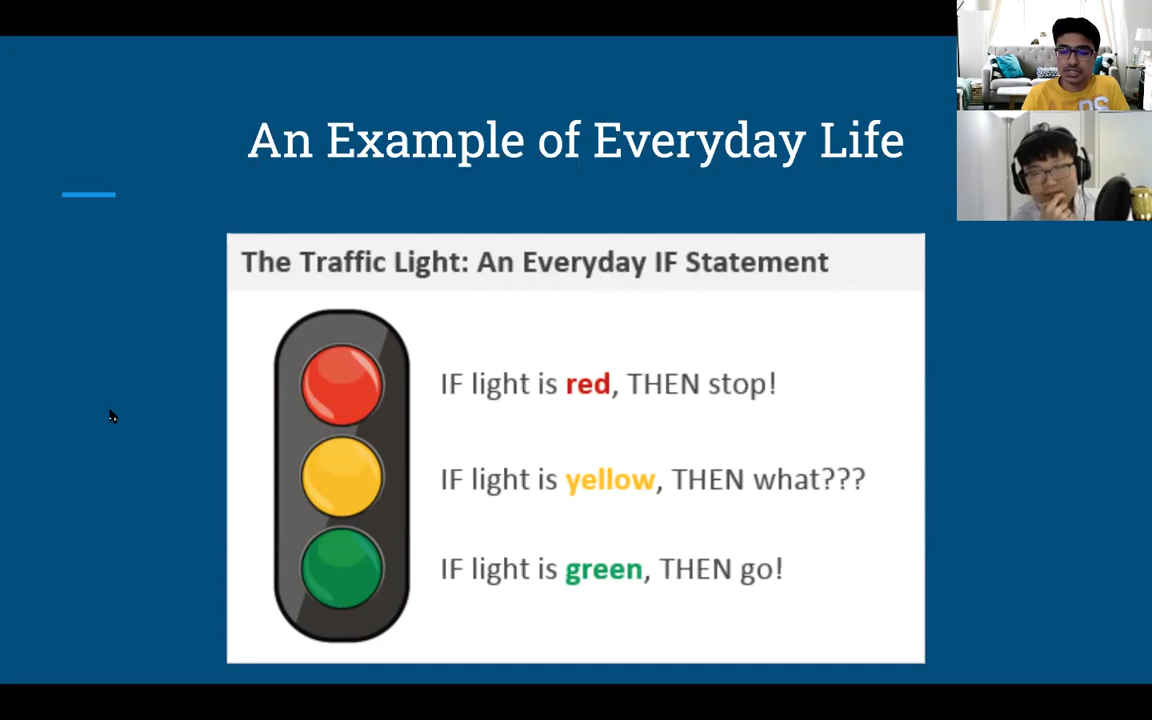 An Example of Everyday Life
The Traffic Light: An Everyday IF Statement
IF light is red, THEN stop!
IF light is yellow, THEN what???
IF light is green, THEN go!